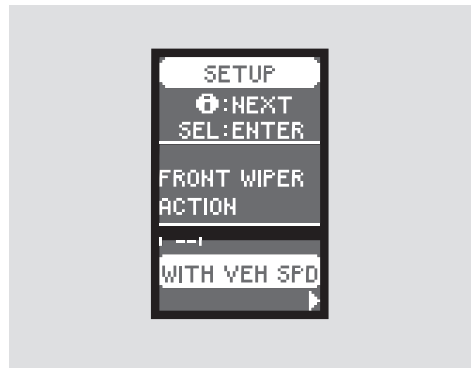 SETUP
i:NEXT
SEL:ENTER
FRONT WIPER
ACTION
WITH VEH SPD